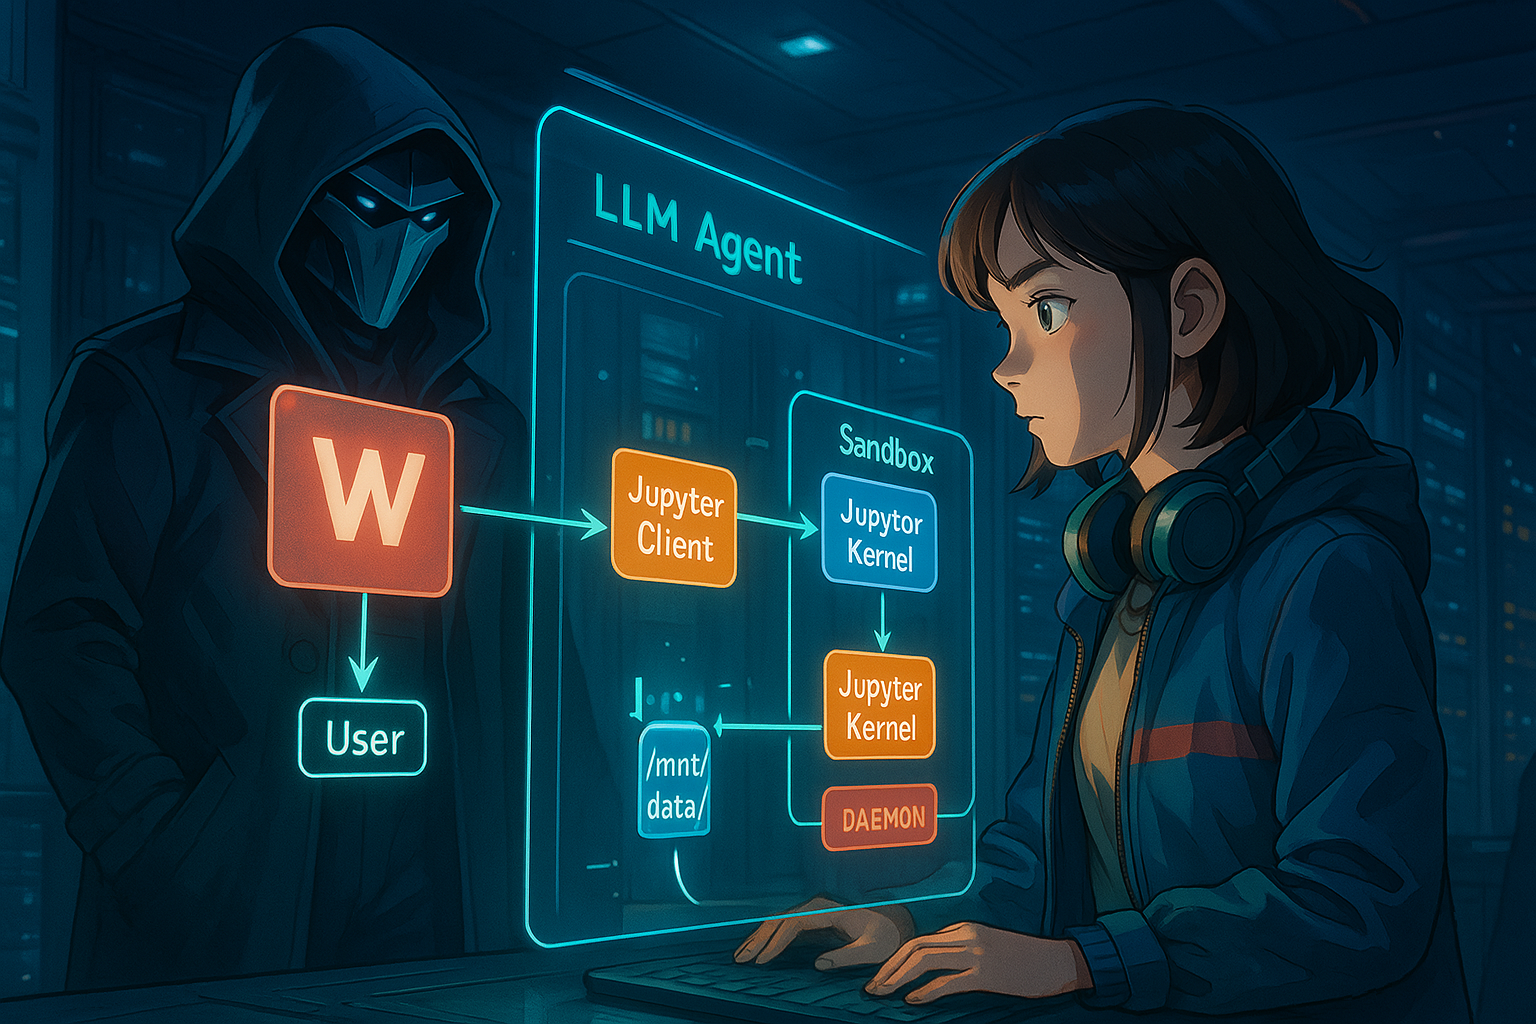 LLM Agent
W
Jupyter
Client
Sandbox
Jupytor
Kernel
Jupyter
Kernel
User
/mnt/
data/
DAEMON